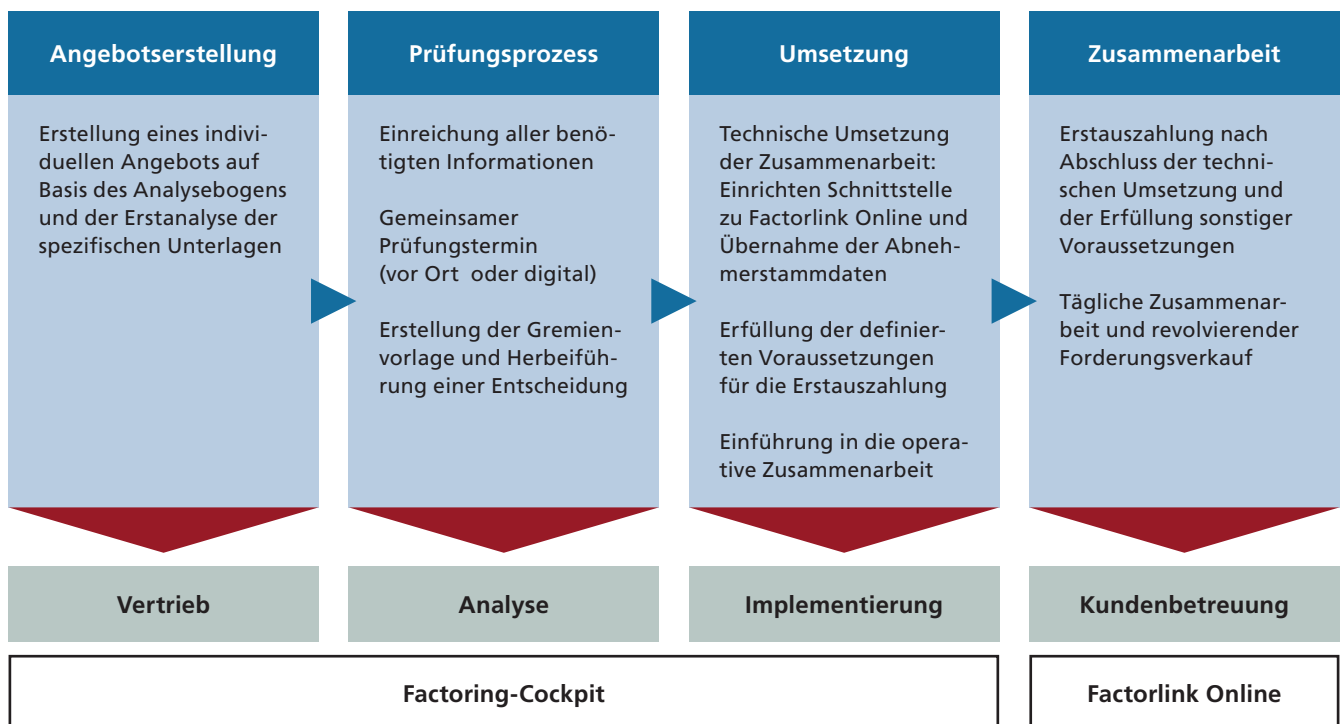 Angebotserstellung
Erstellung eines indivi-
duellen Angebots auf
Basis des Analysebogens
und der Erstanalyse der
spezifischen Unterlagen
Prüfungsprozess
Einreichung aller benö-
tigten Informationen
Gemeinsamer
Prüfungstermin
(vor Ort oder digital)
Erstellung der Gremien-
vorlage und Herbeifüh-
rung einer Entscheidung
Umsetzung
Technische Umsetzung
der Zusammenarbeit:
Einrichten Schnittstelle
zu Factorlink Online und
Übernahme der Abneh-
merstammdaten
Erfüllung der definier-
ten Voraussetzungen
für die Erstauszahlung
Einführung in die opera-
tive Zusammenarbeit
Zusammenarbeit
Erstauszahlung nach
Abschluss der techni-
schen Umsetzung und
der Erfüllung sonstiger
Voraussetzungen
Tägliche Zusammenar-
beit und revolvierender
Forderungsverkauf
Vertrieb
Analyse
Implementierung
Kundenbetreuung
Factoring-Cockpit
Factorlink Online